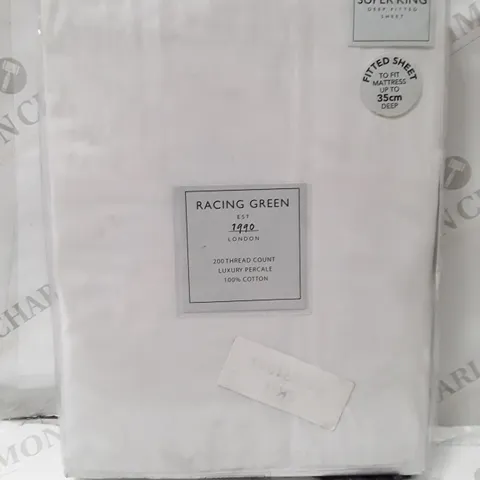 SUPER KING
DEEP FITTED
SHEET
FITTED SHEET
TO FIT
MATTRESS
UP TO
35cm
DEEP
RACING GREEN
EST
1990
LONDON
200 THREAD COUNT
LUXURY PERCALE
100% COTTON